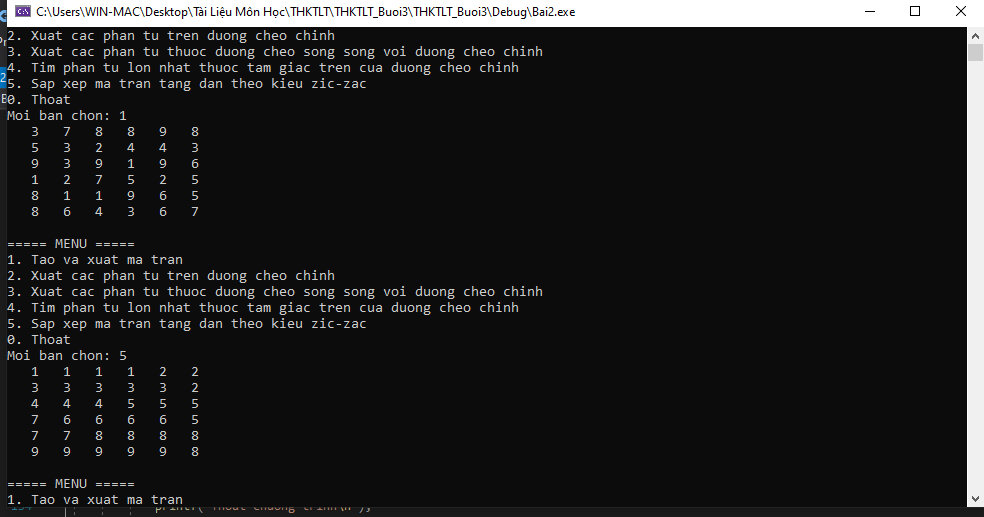 C:\Users\WIN-MAC\Desktop\Tài Liệu Môn Học\THKTLT\THKTLT_Buoi3\THKTLT_Buoi3\Debug\Bai2.exe
2. Xuat cac phan tu tren duong cheo chinh
3. Xuat cac phan tu thuoc duong cheo song song voi duong cheo chinh
4. Tim phan tu lon nhat thuoc tam giac tren cua duong cheo chinh
5. Sap xep ma tran tang dan theo kieu zic-zac
0. Thoat
Moi ban chon: 1
3 7 8 8 9 8
5 3 2 4 4 3
9 3 9 1 9 6
1 2 7 5 2 5
8 1 1 9 6 5
8 6 4 3 6 7
===== MENU =====
1. Tao va xuat ma tran
2. Xuat cac phan tu tren duong cheo chinh
3. Xuat cac phan tu thuoc duong cheo song song voi duong cheo chinh
4. Tim phan tu lon nhat thuoc tam giac tren cua duong cheo chinh
5. Sap xep ma tran tang dan theo kieu zic-zac
0. Thoat
Moi ban chon: 5
1 1 1 1 2 2
3 3 3 3 3 2
4 4 4 5 5 5
7 6 6 6 6 5
7 7 8 8 8 8
9 9 9 9 9 8
===== MENU =====
1. Tao va xuat ma tran